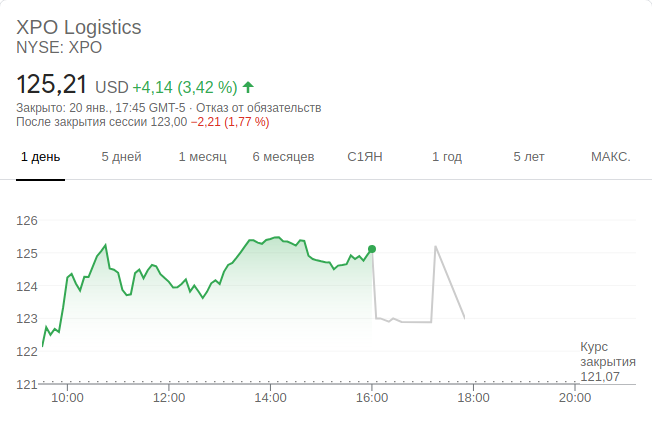 XPO Logistics
NYSE: XPO
125,21 USD +4,14 (3,42 %)
Закрыто: 20 янв., 17:45 GMT-5 · Отказ от обязательств
После закрытия сессии 123,00 −2,21 (1,77 %)
1 день 5 дней 1 месяц 6 месяцев С1ЯН 1 год 5 лет МАКС.
126
125
124
123
122
121
Курс
закрытия
121,07
10:00 12:00 14:00 16:00 18:00 20:00